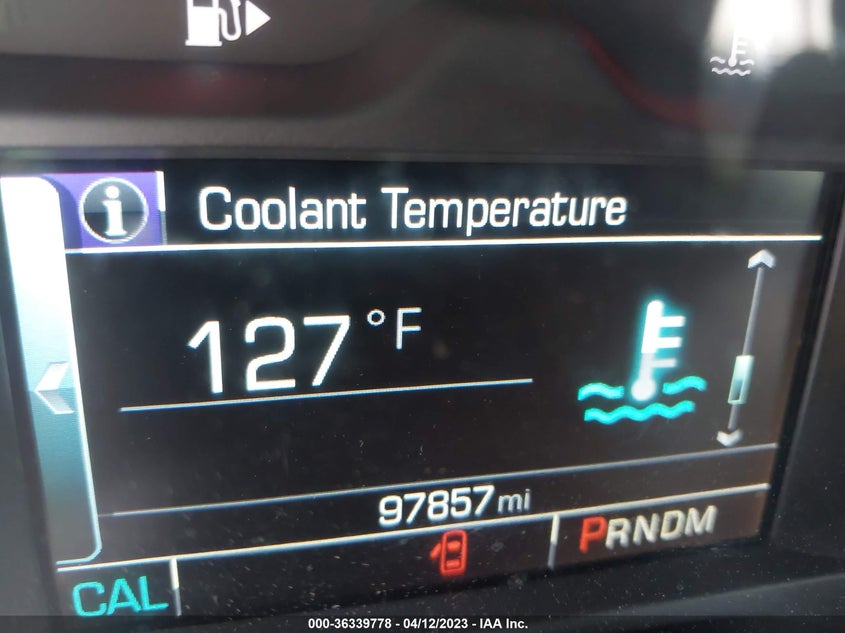 Coolant Temperature
127 °F
97857 mi
PRNDM
CAL
000-36339778 - 04/12/2023 - IAA Inc.